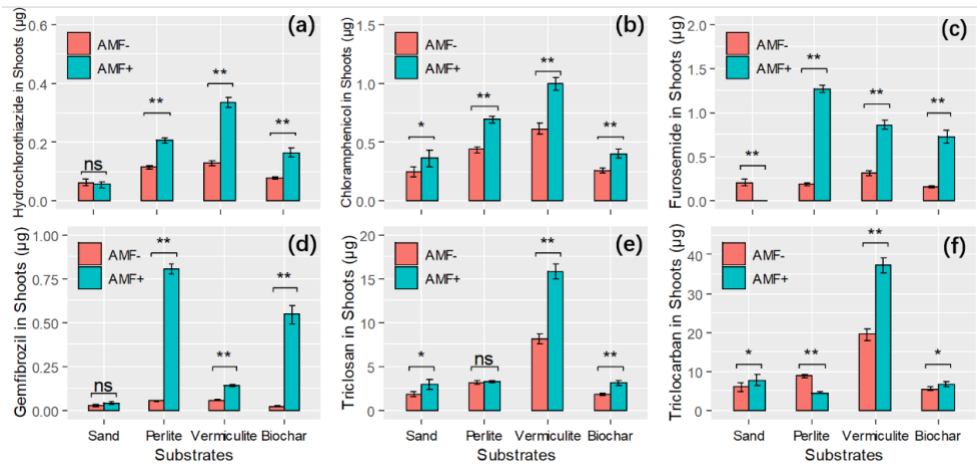 Hydrochlorothiazide in Shoots (µg)
0.6
0.4
0.2
0.0
(a)
AMF-
AMF+
ns
**
**
**
Chloramphenicol in Shoots (µg)
1.5
1.0
0.5
0.0
(b)
AMF-
AMF+
*
**
**
**
Furosemide in Shoots (µg)
2.0
1.5
1.0
0.5
0.0
(c)
AMF-
AMF+
**
**
**
**
Gemfibrozil in Shoots (µg)
1.00
0.75
0.50
0.25
0.00
(d)
AMF-
AMF+
ns
**
**
**
Sand Perlite Vermiculite Biochar
Substrates
Triclosan in Shoots (µg)
20
15
10
5
0
(e)
AMF-
AMF+
*
ns
**
**
Sand Perlite Vermiculite Biochar
Substrates
Triclocarban in Shoots (µg)
40
30
20
10
0
(f)
AMF-
AMF+
*
**
**
*
Sand Perlite Vermiculite Biochar
Substrates